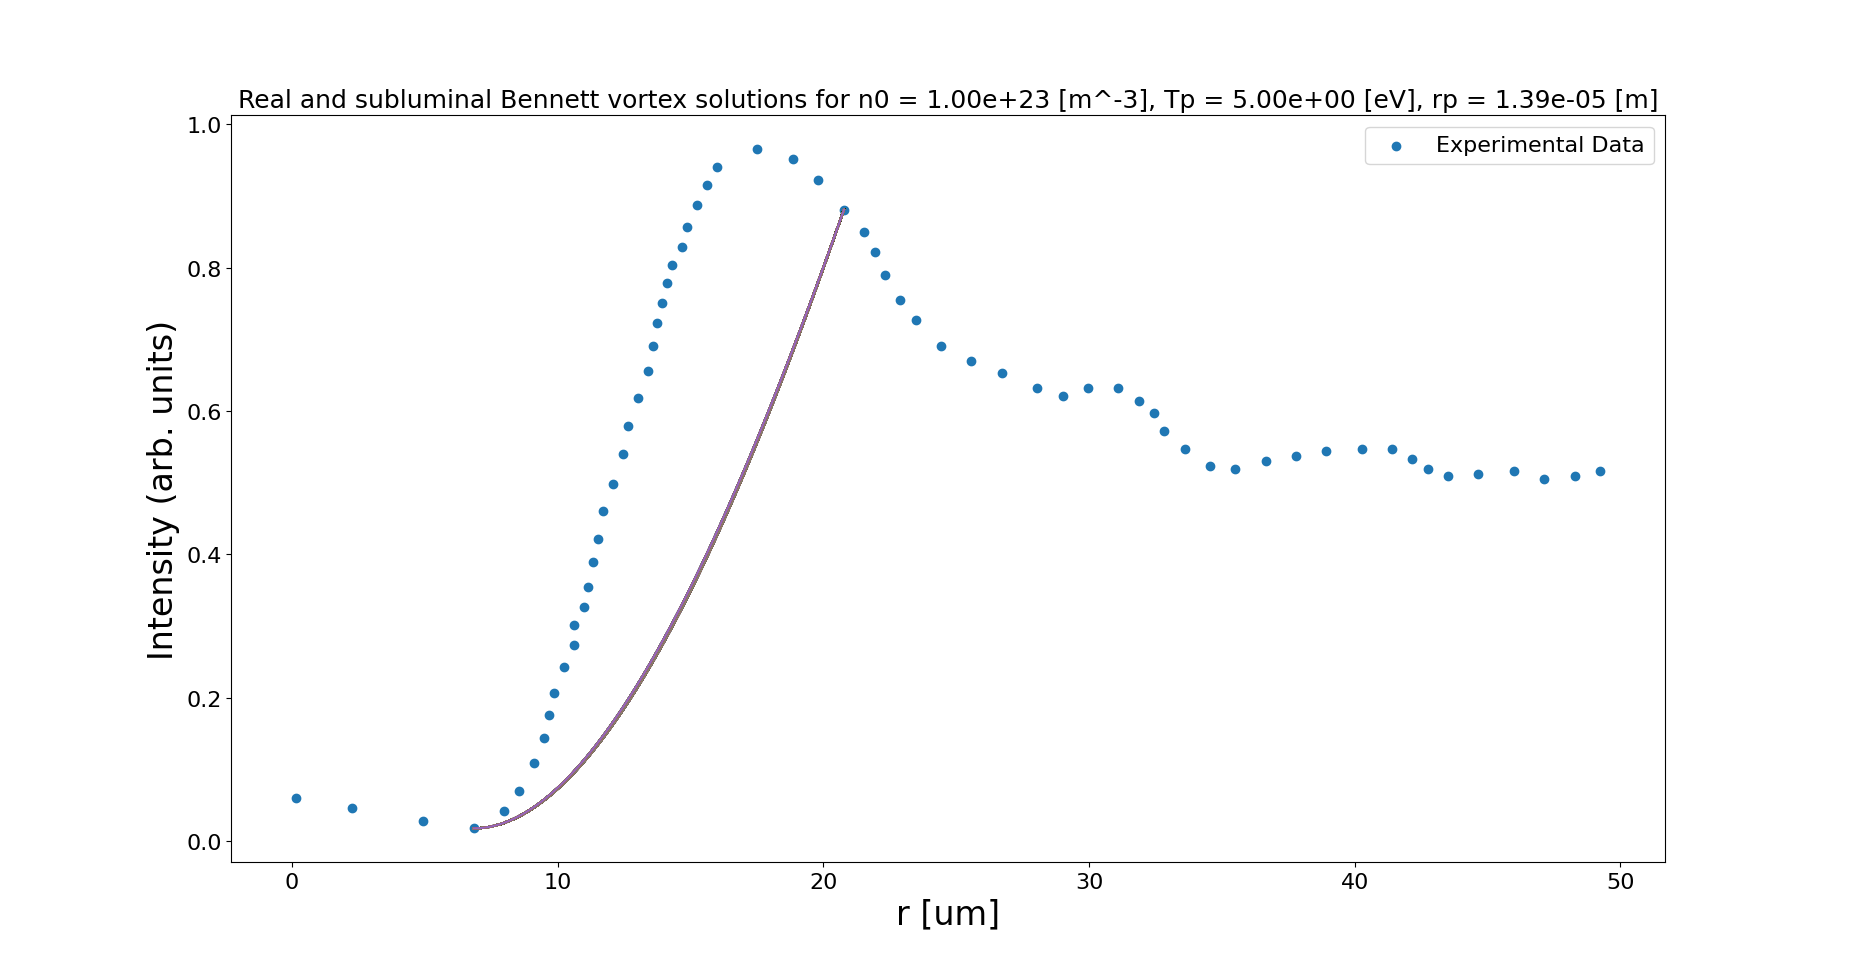 Real and subluminal Bennett vortex solutions for n0 = 1.00e+23 [m^-3], Tp = 5.00e+00 [eV], rp = 1.39e-05 [m]
Experimental Data
Intensity (arb. units)
1.0
0.8
0.6
0.4
0.2
0.0
0 10 20 30 40 50
r [um]